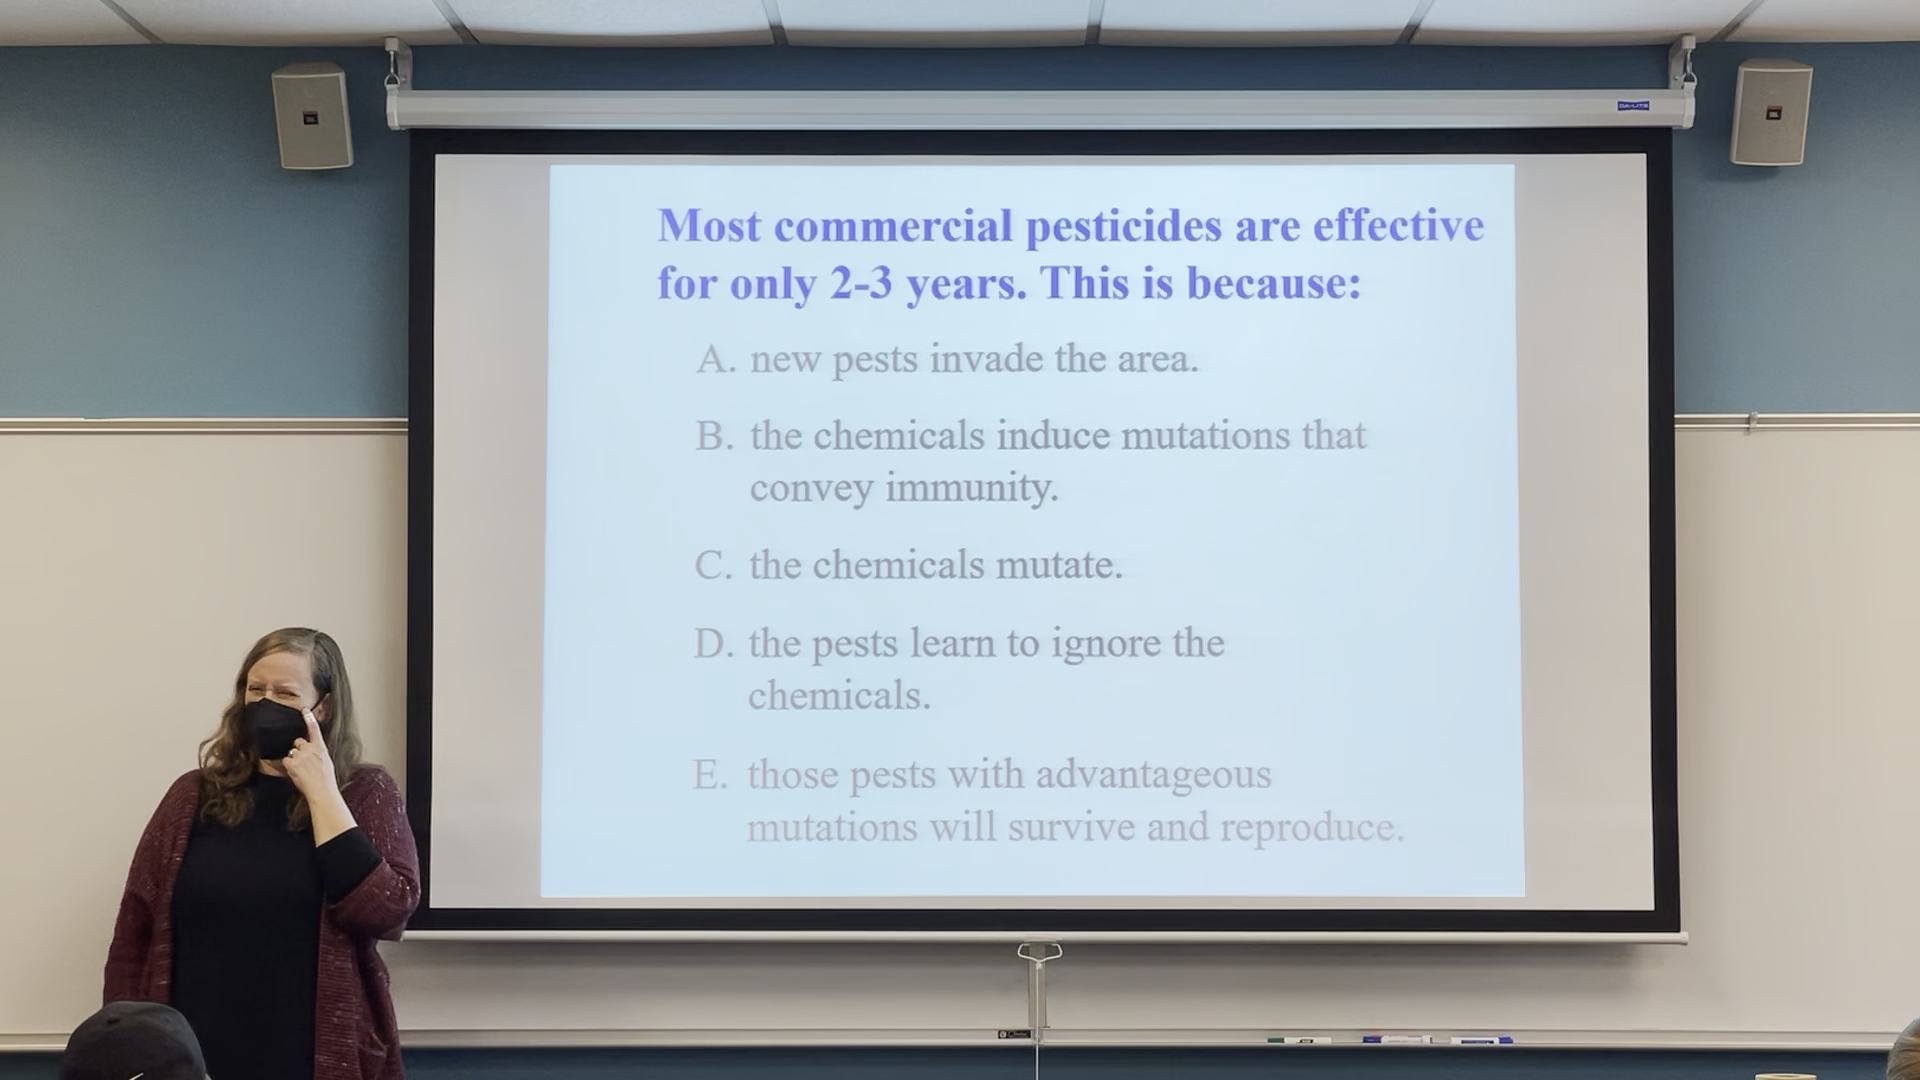 DA-LITE
Most commercial pesticides are effective
for only 2-3 years. This is because:
A. new pests invade the area.
B. the chemicals induce mutations that
convey immunity.
C. the chemicals mutate.
D. the pests learn to ignore the
chemicals.
E. those pests with advantageous
mutations will survive and reproduce.